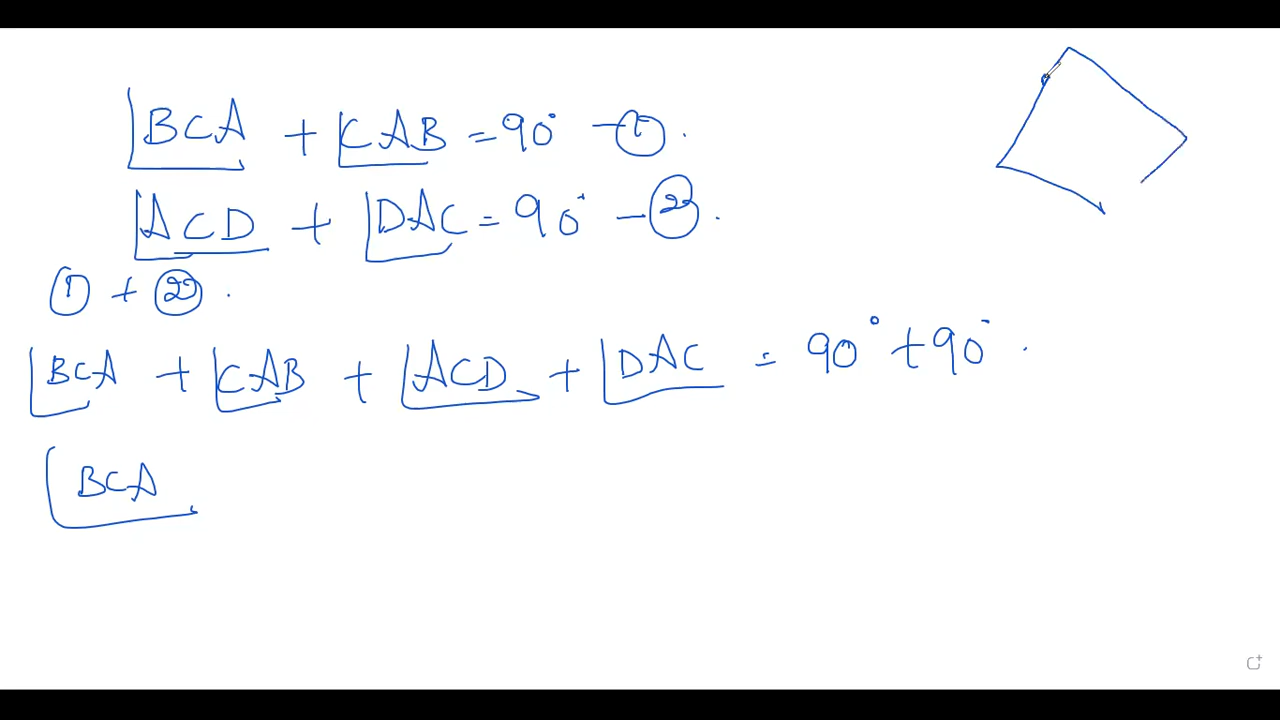 ∠BCA + ∠CAB = 90° – ① .
∠ACD + ∠DAC = 90° – ② .
① + ② .
∠BCA + ∠CAB + ∠ACD + ∠DAC = 90° + 90° .
∠BCA